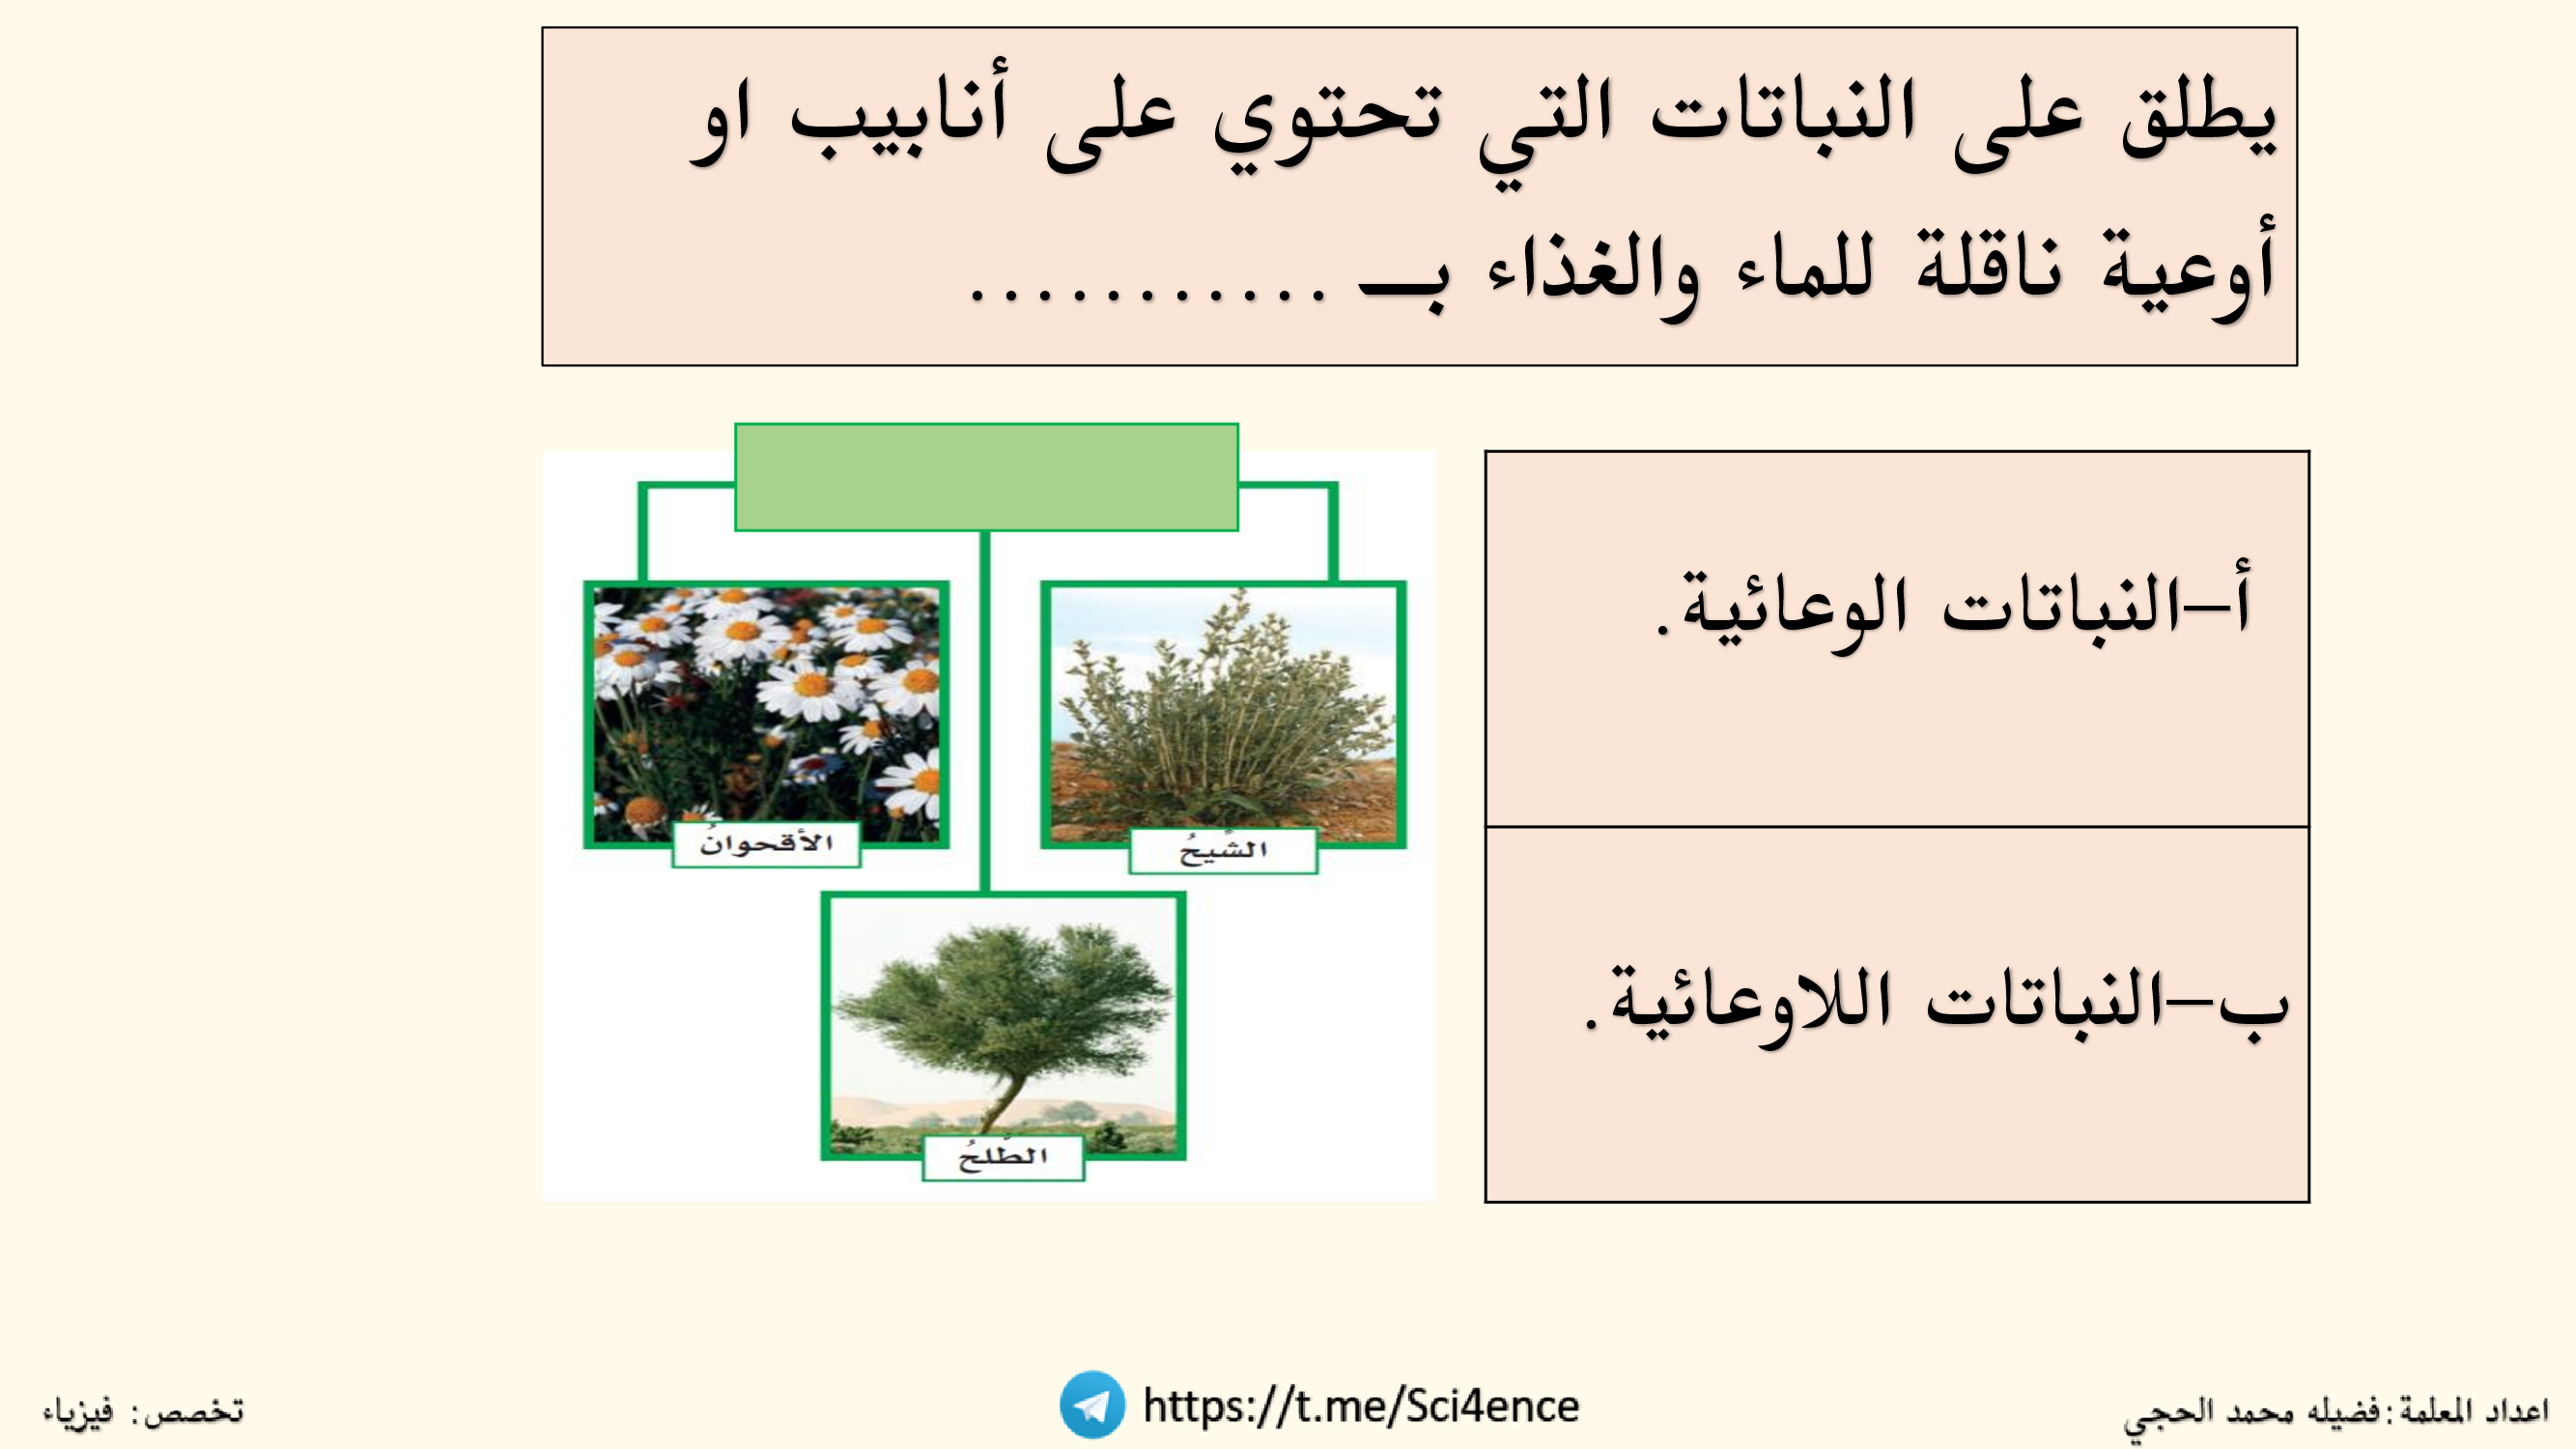 يطلق على النباتات التي تحتوي على أنابيب او
أوعية ناقلة للماء والغذاء بـــ ...........
أ–النباتات الوعائية.
ب–النباتات اللاوعائية.
الشَّيحُ
الأقحوانُ
الطَّلحُ
اعداد المعلمة:فضيله محمد الحجي
https://t.me/Sci4ence
تخصص: فيزياء